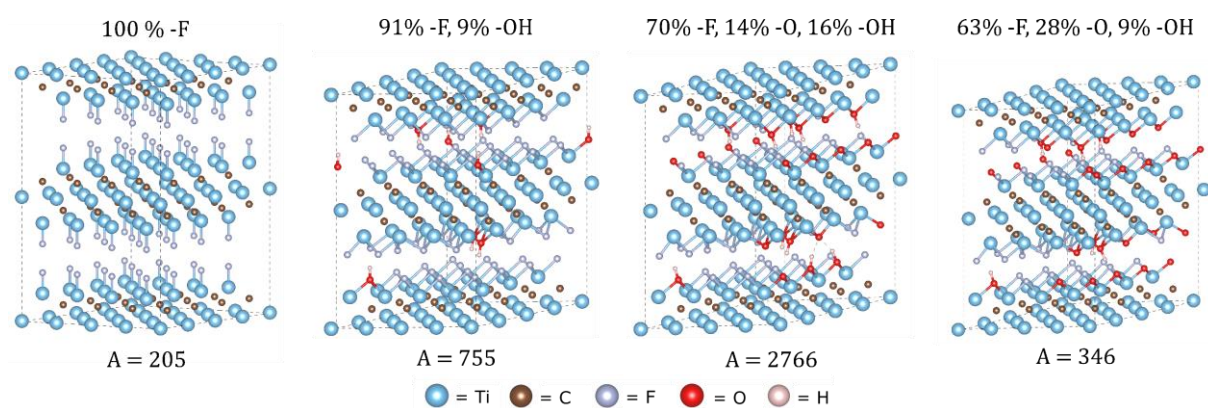 100 % -F
91% -F, 9% -OH
70% -F, 14% -O, 16% -OH
63% -F, 28% -O, 9% -OH
A = 205
A = 755
A = 2766
A = 346
= Ti
= C
= F
= O
= H